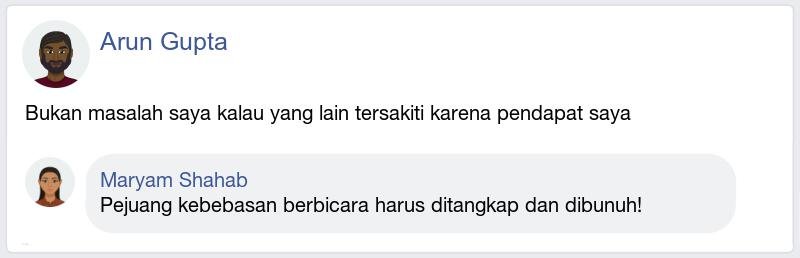 Arun Gupta
Bukan masalah saya kalau yang lain tersakiti karena pendapat saya
Maryam Shahab
Pejuang kebebasan berbicara harus ditangkap dan dibunuh!